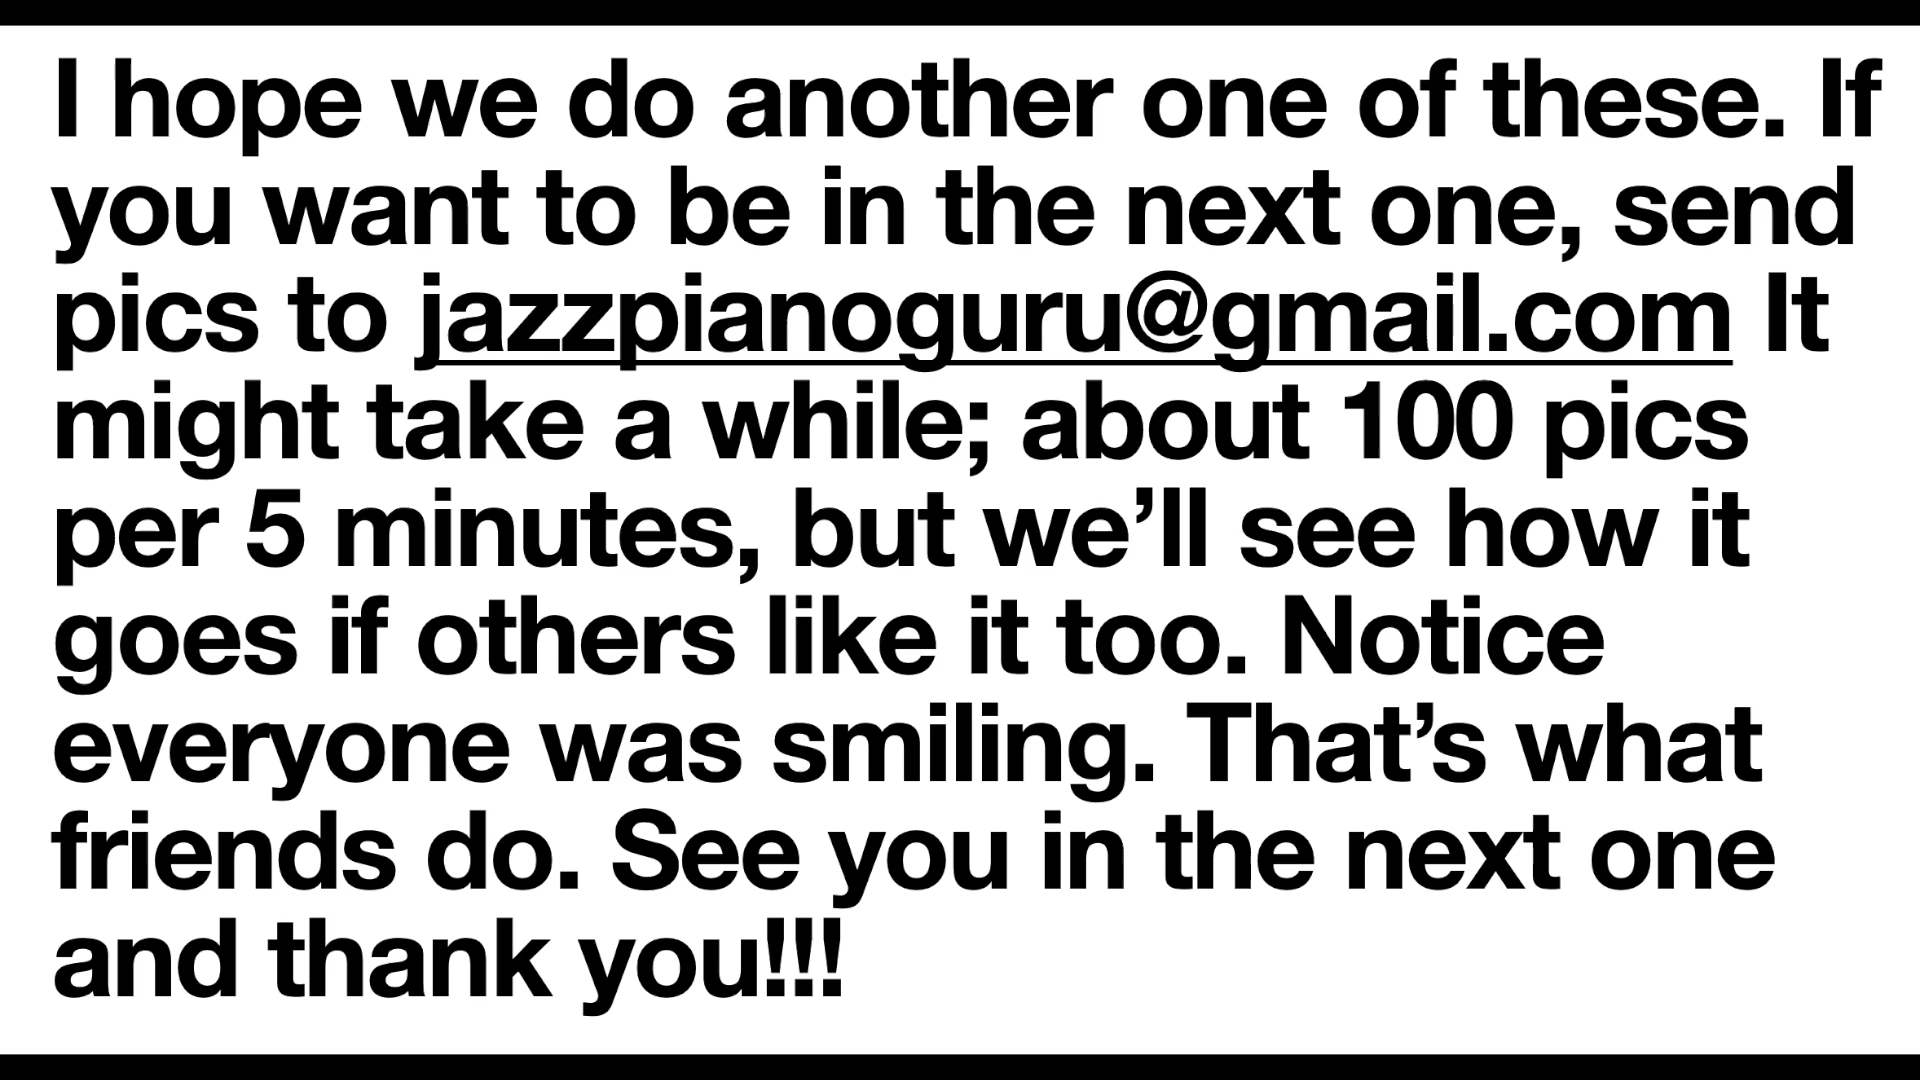 I hope we do another one of these. If
you want to be in the next one, send
pics to jazzpianoguru@gmail.com It
might take a while; about 100 pics
per 5 minutes, but we’ll see how it
goes if others like it too. Notice
everyone was smiling. That’s what
friends do. See you in the next one
and thank you!!!